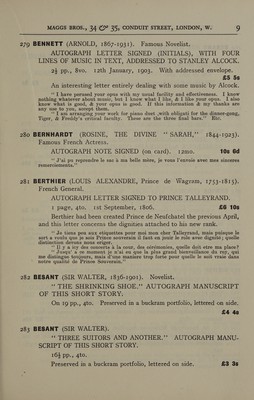 MAGGS BROS., 34 & 35, CONDUIT STREET, LONDON, W. 9
279 BENNETT (ARNOLD, 1867-1931). Famous Novelist.
AUTOGRAPH LETTER SIGNED (INITIALS), WITH FOUR
LINES OF MUSIC IN TEXT, ADDRESSED TO STANLEY ALCOCK.
2½ pp., 8vo. 12th January, 1903. With addressed envelope.
£5 5s
An interesting letter entirely dealing with some music by Alcock.
" I have perused your opus with my usual facility and effectiveness. I know
nothing whatever about music, but I know what I like, & I like your opus. I also
know what is good, & your opus is good. If this information & my thanks are
any use to you, accept them.
" I am arranging your work for piano duet with obligati for the dinner-gong,
Tiger, & Freddy's critical faculty. These are the three first bars." Etc.
280 BERNHARDT (ROSINE, THE DIVINE " SARAH," 1844-1923).
Famous French Actress.
AUTOGRAPH NOTE SIGNED (on card). 12mo. 10s 6d
" J'ai pu reprendre le sac à ma belle mère, je vous l'envoie avec mes sincères
remerciements."
281 BERTHIER (LOUIS ALEXANDRE, Prince de Wagram, 1753-1815).
French General.
AUTOGRAPH LETTER SIGNED TO PRINCE TALLEYRAND.
1 page, 4to. 1st September, 1806. £6 10s
Berthier had been created Prince de Neufchatel the previous April,
and this letter concerns the dignities attached to his new rank.
notre qualité de Prince Souverain."
282 BESANT (SIR WALTER, 1836-1901). Novelist.
" THE SHRINKING SHOE." AUTOGRAPH MANUSCRIPT
OF THIS SHORT STORY.
On 19 pp., 4to. Preserved in a buckram portfolio, lettered on side.
£4 4s
283 BESANT (SIR WALTER).
" THREE SUITORS AND ANOTHER." AUTOGRAPH MANU-
SCRIPT OF THIS SHORT STORY.
16½ pp., 4to.
Preserved in a buckram portfolio, lettered on side. £3 3s